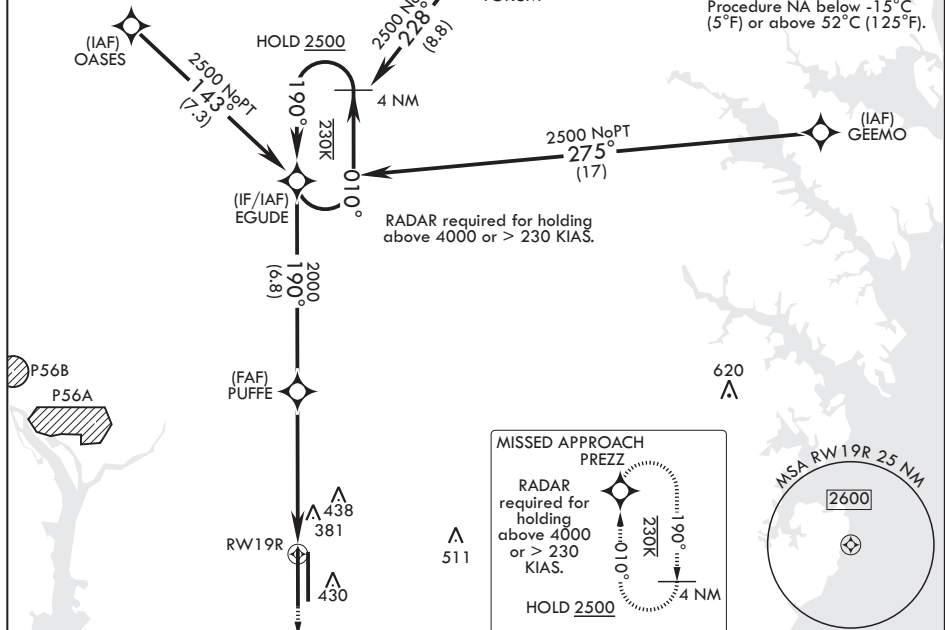 Procedure NA below -15°C
(5°F) or above 52°C (125°F).
(IAF)
OASES
HOLD 2500
228°
(8.8)
2500 NoPT
143°
(7.3)
190°
4 NM
230K
010°
2500 NoPT
275°
(17)
(IAF)
GEEMO
(IF/IAF)
EGUDE
RADAR required for holding
above 4000 or > 230 KIAS.
2000
190°
(6.8)
P56B
P56A
(FAF)
PUFFE
620
438
381
RW19R
511
430
MISSED APPROACH
PREZZ
RADAR
required for
holding
above 4000
or > 230
KIAS.
230K
190°
010°
4 NM
HOLD 2500
MSA RW19R 25 NM
2600